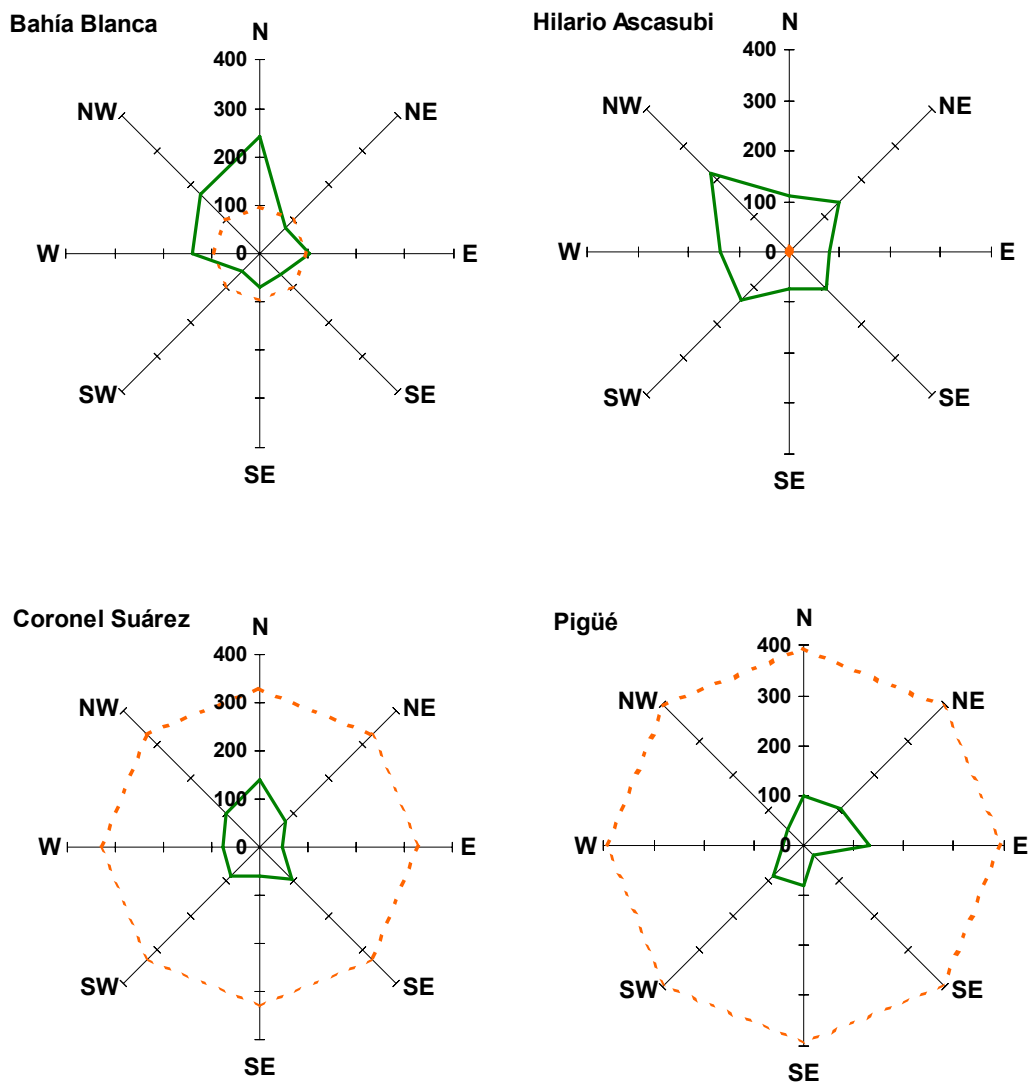 Bahía Blanca
N
400
300
200
100
0
NW
NE
W
E
SW
SE
SE
Hilario Ascasubi
N
400
300
200
100
0
NW
NE
W
E
SW
SE
SE
Coronel Suárez
N
400
300
200
100
0
NW
NE
W
E
SW
SE
SE
Pigüé
N
400
300
200
100
0
NW
NE
W
E
SW
SE
SE